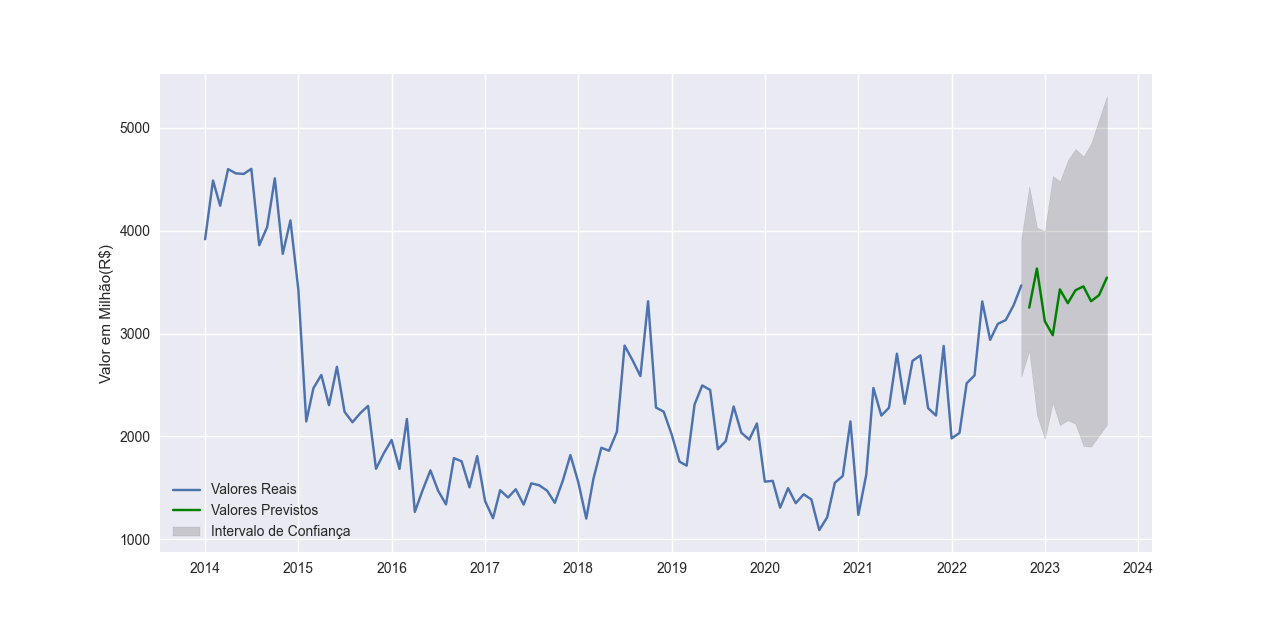 5000
4000
3000
2000
1000
Valor em Milhão(R$)
Valores Reais
Valores Previstos
Intervalo de Confiança
2014 2015 2016 2017 2018 2019 2020 2021 2022 2023 2024